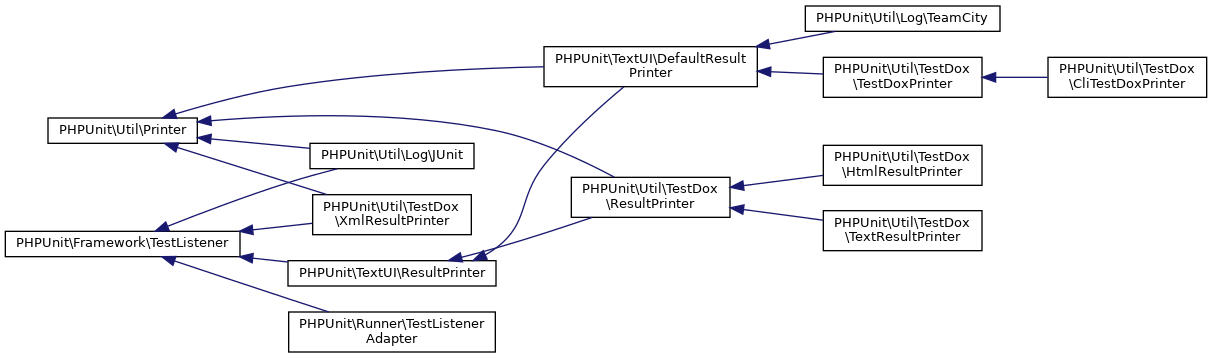 PHPUnit\Util\Log\TeamCity
PHPUnit\TextUI\DefaultResult
Printer
PHPUnit\Util\TestDox
\TestDoxPrinter
PHPUnit\Util\TestDox
\CliTestDoxPrinter
PHPUnit\Util\Printer
PHPUnit\Util\Log\JUnit
PHPUnit\Util\TestDox
\HtmlResultPrinter
PHPUnit\Util\TestDox
\ResultPrinter
PHPUnit\Util\TestDox
\XmlResultPrinter
PHPUnit\Util\TestDox
\TextResultPrinter
PHPUnit\Framework\TestListener
PHPUnit\TextUI\ResultPrinter
PHPUnit\Runner\TestListener
Adapter